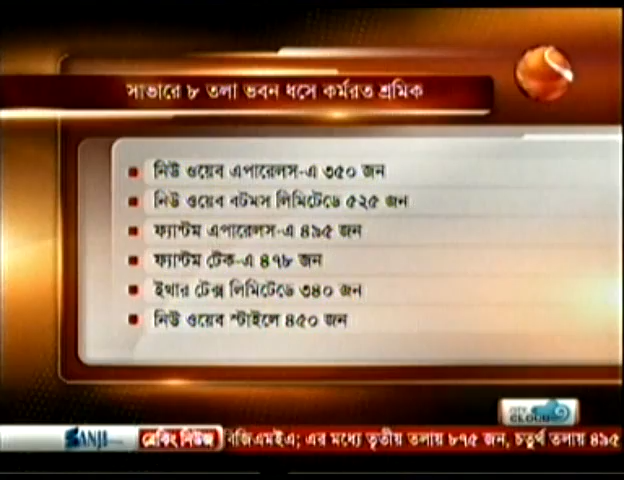 সাভারে ৮ তলা ভবন ধসে কর্মরত শ্রমিক
নিউ ওয়েব এপারেলস-এ ৩৫০ জন
নিউ ওয়েব বটমস লিমিটেডে ৫২৫ জন
ফ্যান্টম এপারেলস-এ ৪৯৫ জন
ফ্যান্টম টেক-এ ৪৭৮ জন
ইথার টেক্স লিমিটেডে ৩৪০ জন
নিউ ওয়েব স্টাইলে ৪৫০ জন
CLOUD
SANJI
ব্রেকিং নিউজ বিজিএমইএ; এর মধ্যে তৃতীয় তলায় ৮৭৫ জন, চতুর্থ তলায় ৪৯৫